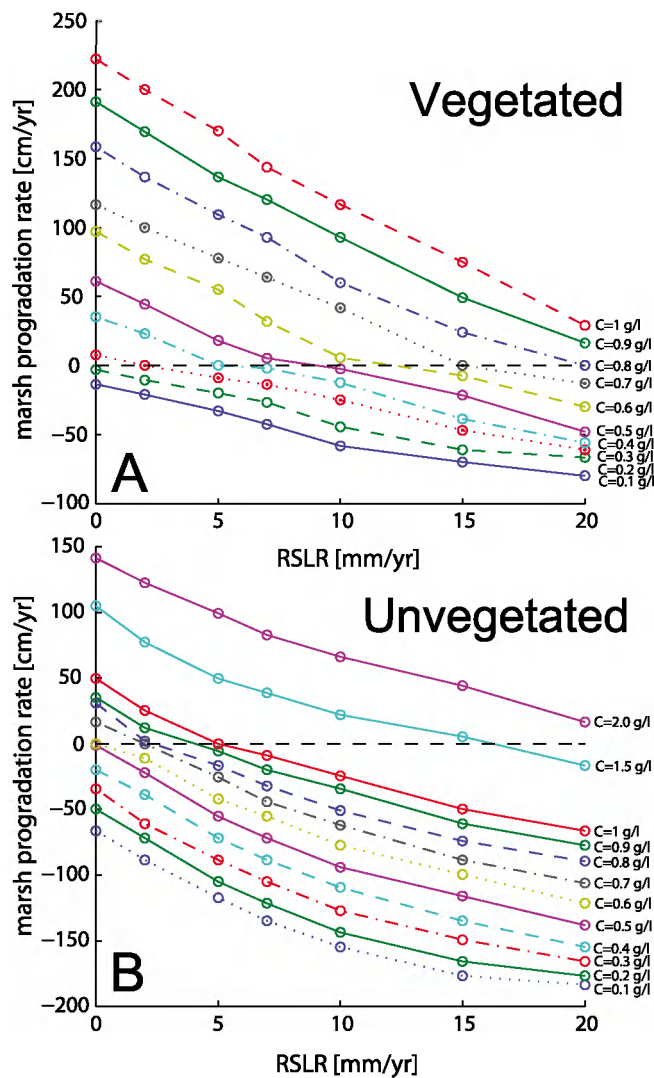 250
200
150
100
50
0
−50
−100
marsh progradation rate [cm/yr]
Vegetated
C=1 g/l
C=0.9 g/l
C=0.8 g/l
C=0.7 g/l
C=0.6 g/l
C=0.5 g/l
C=0.4 g/l
C=0.3 g/l
C=0.2 g/l
C=0.1 g/l
A
0 5 10 15 20
RSLR [mm/yr]
150
100
50
0
−50
−100
−150
−200
marsh progradation rate [cm/yr]
Unvegetated
C=2.0 g/l
C=1.5 g/l
C=1 g/l
C=0.9 g/l
C=0.8 g/l
C=0.7 g/l
C=0.6 g/l
C=0.5 g/l
C=0.4 g/l
C=0.3 g/l
C=0.2 g/l
C=0.1 g/l
B
0 5 10 15 20
RSLR [mm/yr]